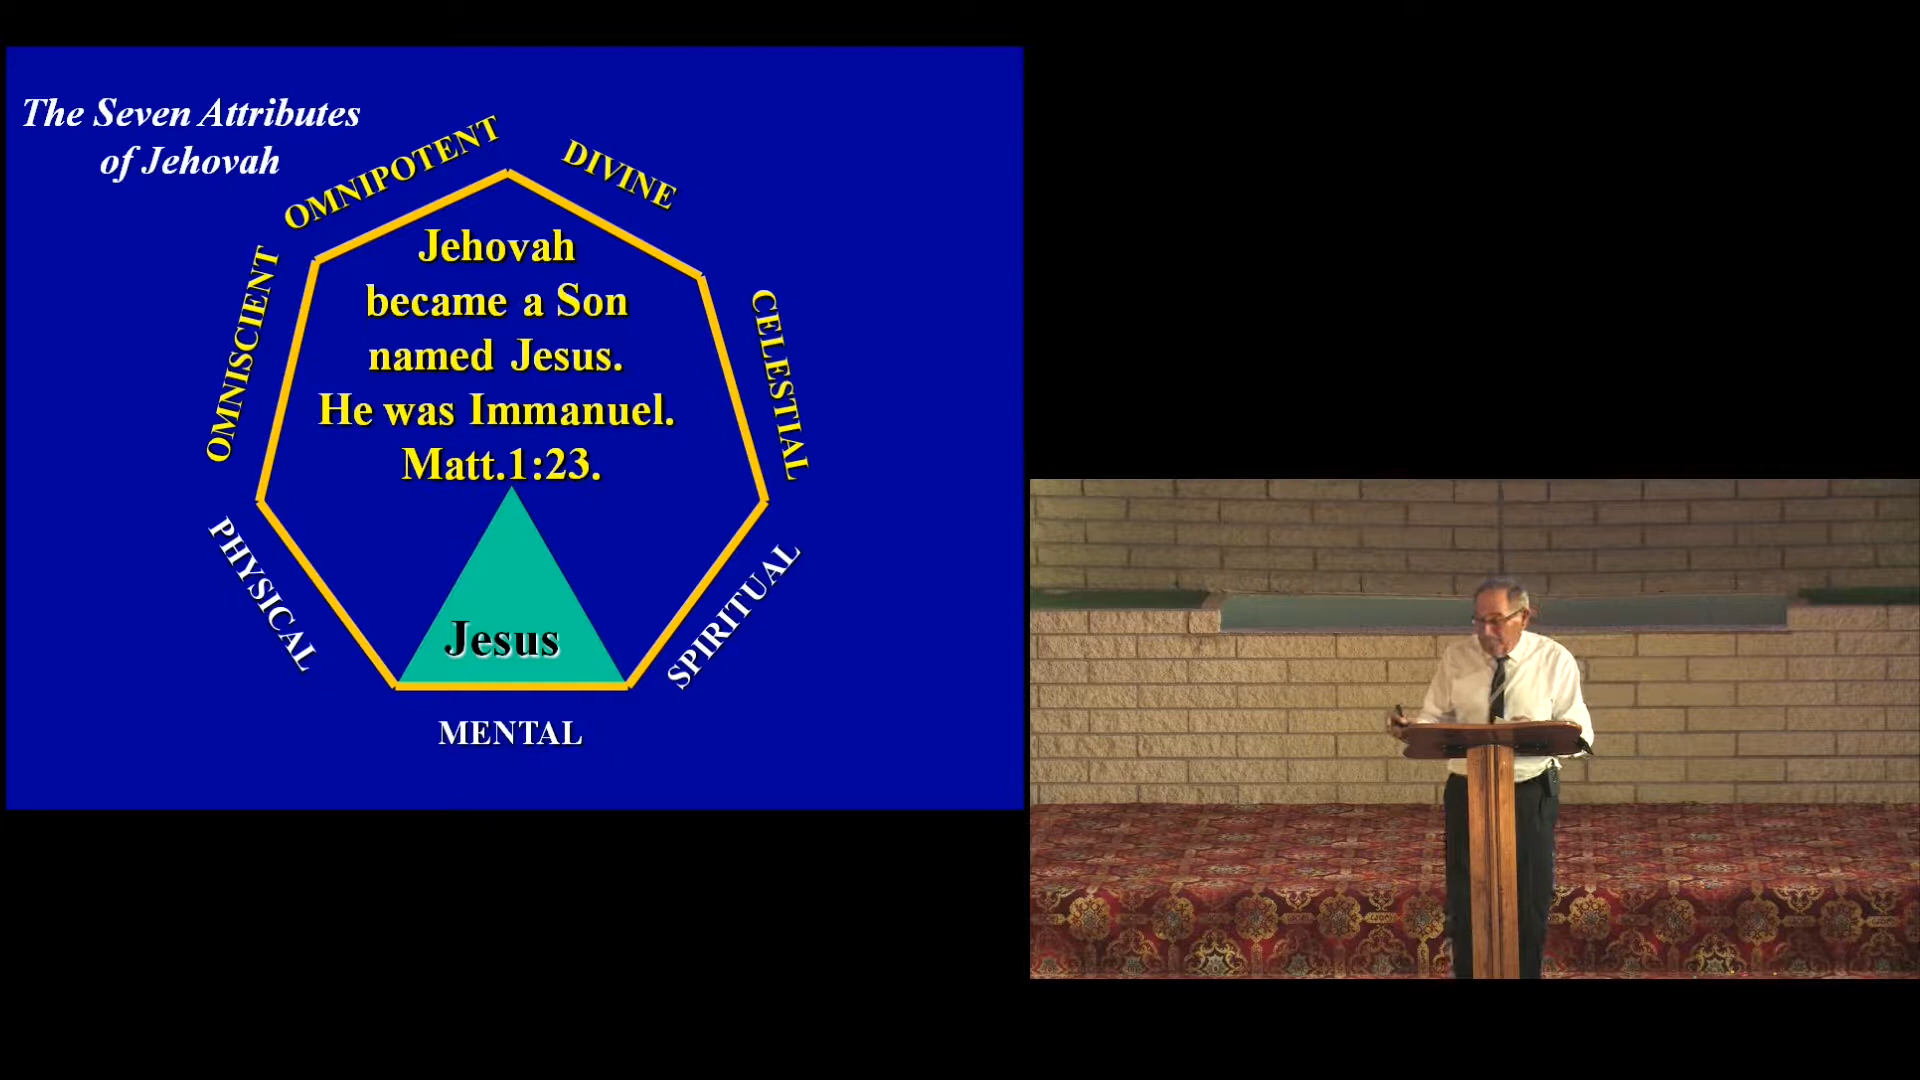 The Seven Attributes
of Jehovah
OMNIPOTENT
DIVINE
OMNISCIENT
CELESTIAL
Jehovah
became a Son
named Jesus.
He was Immanuel.
Matt.1:23.
PHYSICAL
SPIRITUAL
Jesus
MENTAL